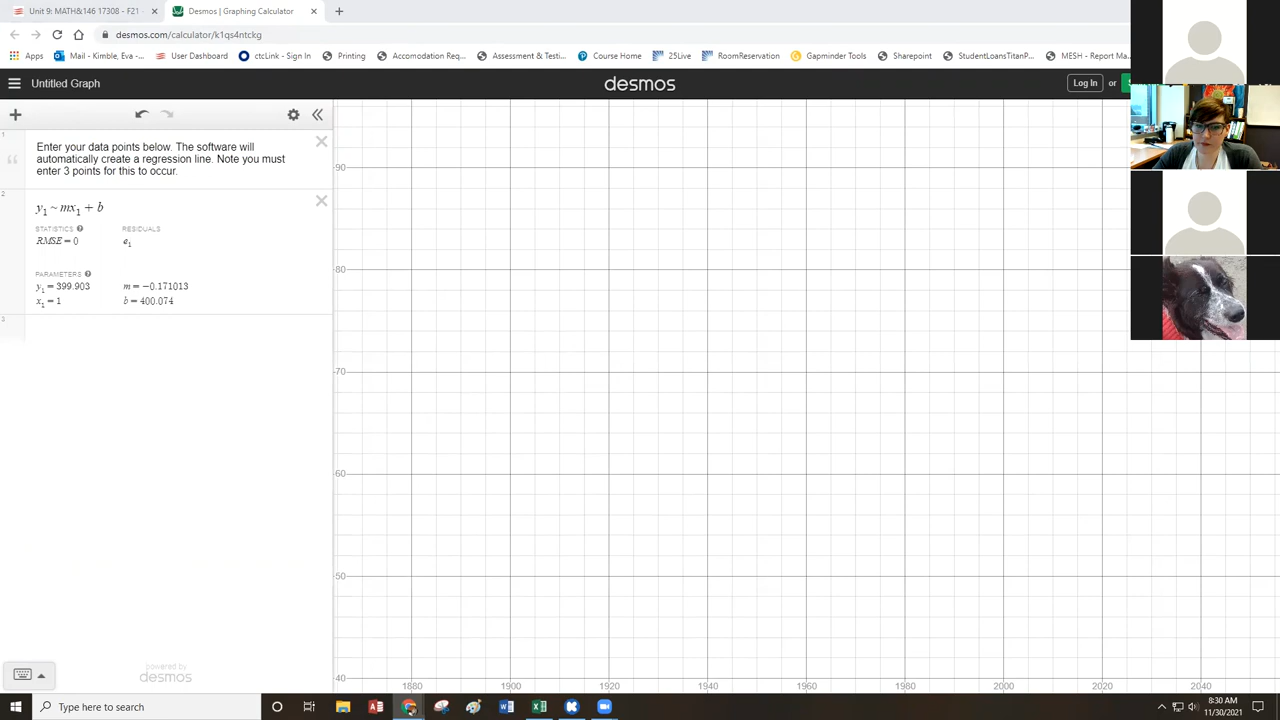 Unit 9: MATH&146 17308 - F21
Desmos | Graphing Calculator
desmos.com/calculator/k1qs4ntckg
Apps
Mail - Kimble, Eva -...
User Dashboard
ctcLink - Sign In
Printing
Accomodation Req...
Assessment & Testi...
Course Home
25Live
RoomReservation
Gapminder Tools
Sharepoint
StudentLoansTitanP...
MESH - Report Ma...
Untitled Graph
desmos
Log In or
1
Enter your data points below. The software will
automatically create a regression line. Note you must
enter 3 points for this to occur.
2
y₁ ~ mx₁ + b
STATISTICS RESIDUALS
RMSE = 0 e₁
PARAMETERS
y₁ = 399.903 m = −0.171013
x₁ = 1 b = 400.074
3
90
80
70
60
50
40
1880 1900 1920 1940 1960 1980 2000 2020 2040
powered by
desmos
Type here to search
8:30 AM
11/30/2021